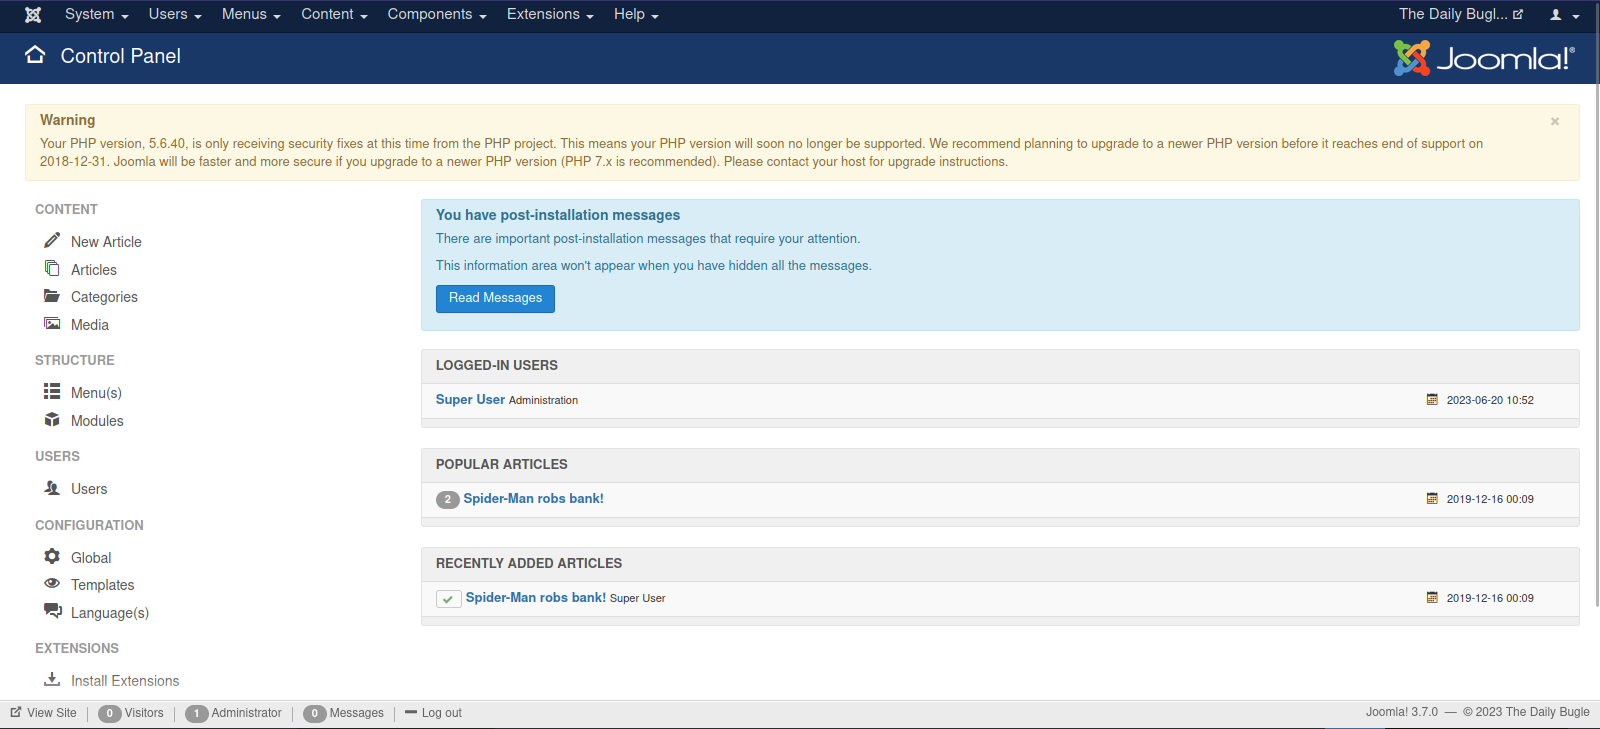 System Users Menus Content Components Extensions Help The Daily Bugl...
Control Panel Joomla!®
Warning
Your PHP version, 5.6.40, is only receiving security fixes at this time from the PHP project. This means your PHP version will soon no longer be supported. We recommend planning to upgrade to a newer PHP version before it reaches end of support on
2018-12-31. Joomla will be faster and more secure if you upgrade to a newer PHP version (PHP 7.x is recommended). Please contact your host for upgrade instructions.
CONTENT
New Article
Articles
Categories
Media
STRUCTURE
Menu(s)
Modules
USERS
Users
CONFIGURATION
Global
Templates
Language(s)
EXTENSIONS
Install Extensions
You have post-installation messages
There are important post-installation messages that require your attention.
This information area won't appear when you have hidden all the messages.
Read Messages
LOGGED-IN USERS
Super User Administration 2023-06-20 10:52
POPULAR ARTICLES
2 Spider-Man robs bank! 2019-12-16 00:09
RECENTLY ADDED ARTICLES
Spider-Man robs bank! Super User 2019-12-16 00:09
View Site 0 Visitors 1 Administrator 0 Messages Log out Joomla! 3.7.0 — © 2023 The Daily Bugle